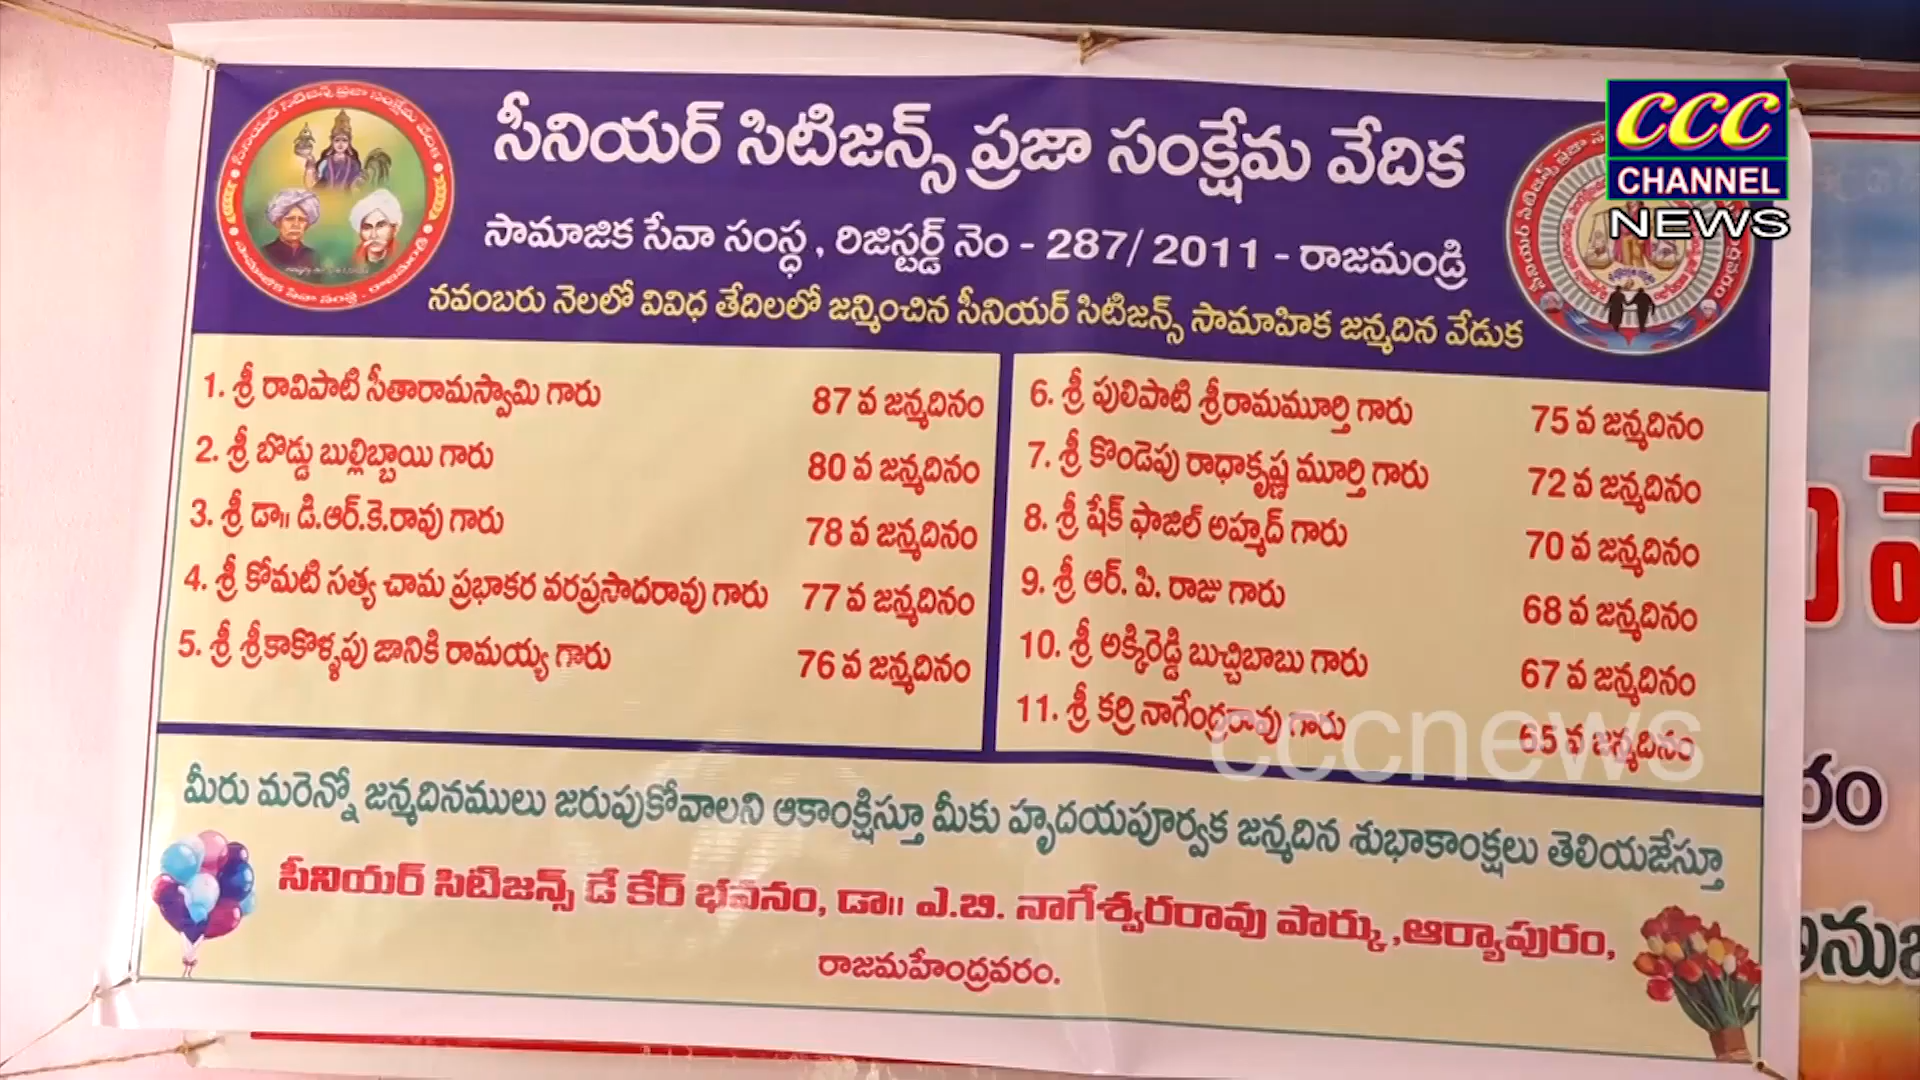 సీనియర్ సిటిజన్స్ ప్రజా సంక్షేమ వేదిక
సామాజిక సేవా సంస్థ, రిజిస్టర్డ్ నెం - 287/ 2011 - రాజమండ్రి
నవంబరు నెలలో వివిధ తేదిలలో జన్మించిన సీనియర్ సిటిజన్స్ సామాహిక జన్మదిన వేడుక
1. శ్రీ రావిపాటి సీతారామస్వామి గారు 87 వ జన్మదినం
2. శ్రీ బొడ్డు బుల్లిబ్బాయి గారు 80 వ జన్మదినం
3. శ్రీ డా॥ డి.ఆర్.కె.రావు గారు 78 వ జన్మదినం
4. శ్రీ కోమటి సత్య చామ ప్రభాకర వరప్రసాదరావు గారు 77 వ జన్మదినం
5. శ్రీ శ్రీకాకొళ్ళపు జానికి రామయ్య గారు 76 వ జన్మదినం
6. శ్రీ పులిపాటి శ్రీరామమూర్తి గారు 75 వ జన్మదినం
7. శ్రీ కొండెపు రాధాకృష్ణ మూర్తి గారు 72 వ జన్మదినం
8. శ్రీ షేక్ ఫాజిల్ అహ్మద్ గారు 70 వ జన్మదినం
9. శ్రీ ఆర్. పి. రాజు గారు 68 వ జన్మదినం
10. శ్రీ అక్కిరెడ్డి బుచ్చిబాబు గారు 67 వ జన్మదినం
11. శ్రీ కర్రి నాగేంద్రరావు గారు 65 వ జన్మదినం
మీరు మరెన్నో జన్మదినములు జరుపుకోవాలని ఆకాంక్షిస్తూ మీకు హృదయపూర్వక జన్మదిన శుభాకాంక్షలు తెలియజేస్తూ
సీనియర్ సిటిజన్స్ డే కేర్ భవనం, డా॥ ఎ.బి. నాగేశ్వరరావు పార్కు,ఆర్యాపురం,
రాజమహేంద్రవరం.
CCC
CHANNEL
NEWS
cccnews